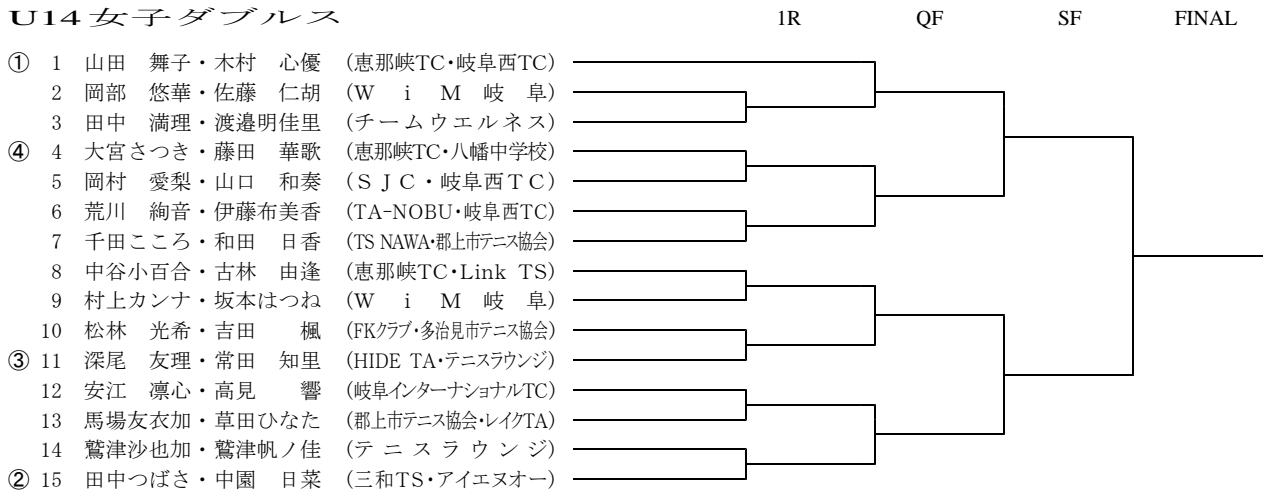 U14女子ダブルス 1R QF SF FINAL
① 1 山田 舞子・木村 心優 (恵那峡TC・岐阜西TC)
2 岡部 悠華・佐藤 仁胡 (WiM岐阜)
3 田中 満理・渡邉明佳里 (チームウエルネス)
④ 4 大宮さつき・藤田 華歌 (恵那峡TC・八幡中学校)
5 岡村 愛梨・山口 和奏 (SJC・岐阜西TC)
6 荒川 絢音・伊藤布美香 (TA-NOBU・岐阜西TC)
7 千田こころ・和田 日香 (TS NAWA・郡上市テニス協会)
8 中谷小百合・古林 由逢 (恵那峡TC・Link TS)
9 村上カンナ・坂本はつね (WiM岐阜)
10 松林 光希・吉田 楓 (FKクラブ・多治見市テニス協会)
③ 11 深尾 友理・常田 知里 (HIDE TA・テニスラウンジ)
12 安江 凛心・高見 響 (岐阜インターナショナルTC)
13 馬場友衣加・草田ひなた (郡上市テニス協会・レイクTA)
14 鷲津沙也加・鷲津帆ノ佳 (テニスラウンジ)
② 15 田中つばさ・中園 日菜 (三和TS・アイエヌオー)